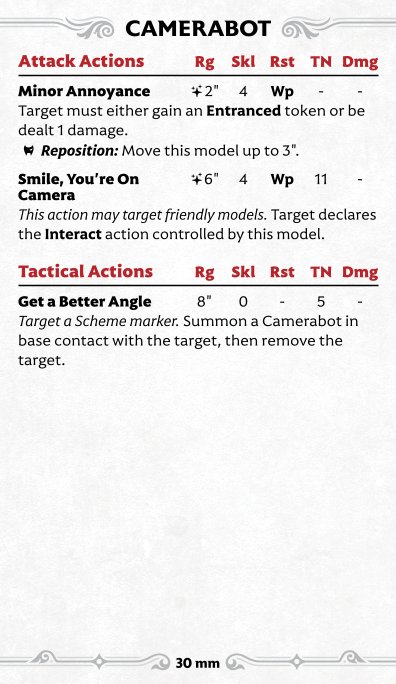 CAMERABOT
Attack Actions Rg Skl Rst TN Dmg
Minor Annoyance 2" 4 Wp - -
Target must either gain an Entranced token or be
dealt 1 damage.
Reposition: Move this model up to 3".
Smile, You're On 6" 4 Wp 11 -
Camera
This action may target friendly models. Target declares
the Interact action controlled by this model.
Tactical Actions Rg Skl Rst TN Dmg
Get a Better Angle 8" 0 - 5 -
Target a Scheme marker. Summon a Camerabot in
base contact with the target, then remove the
target.
30 mm